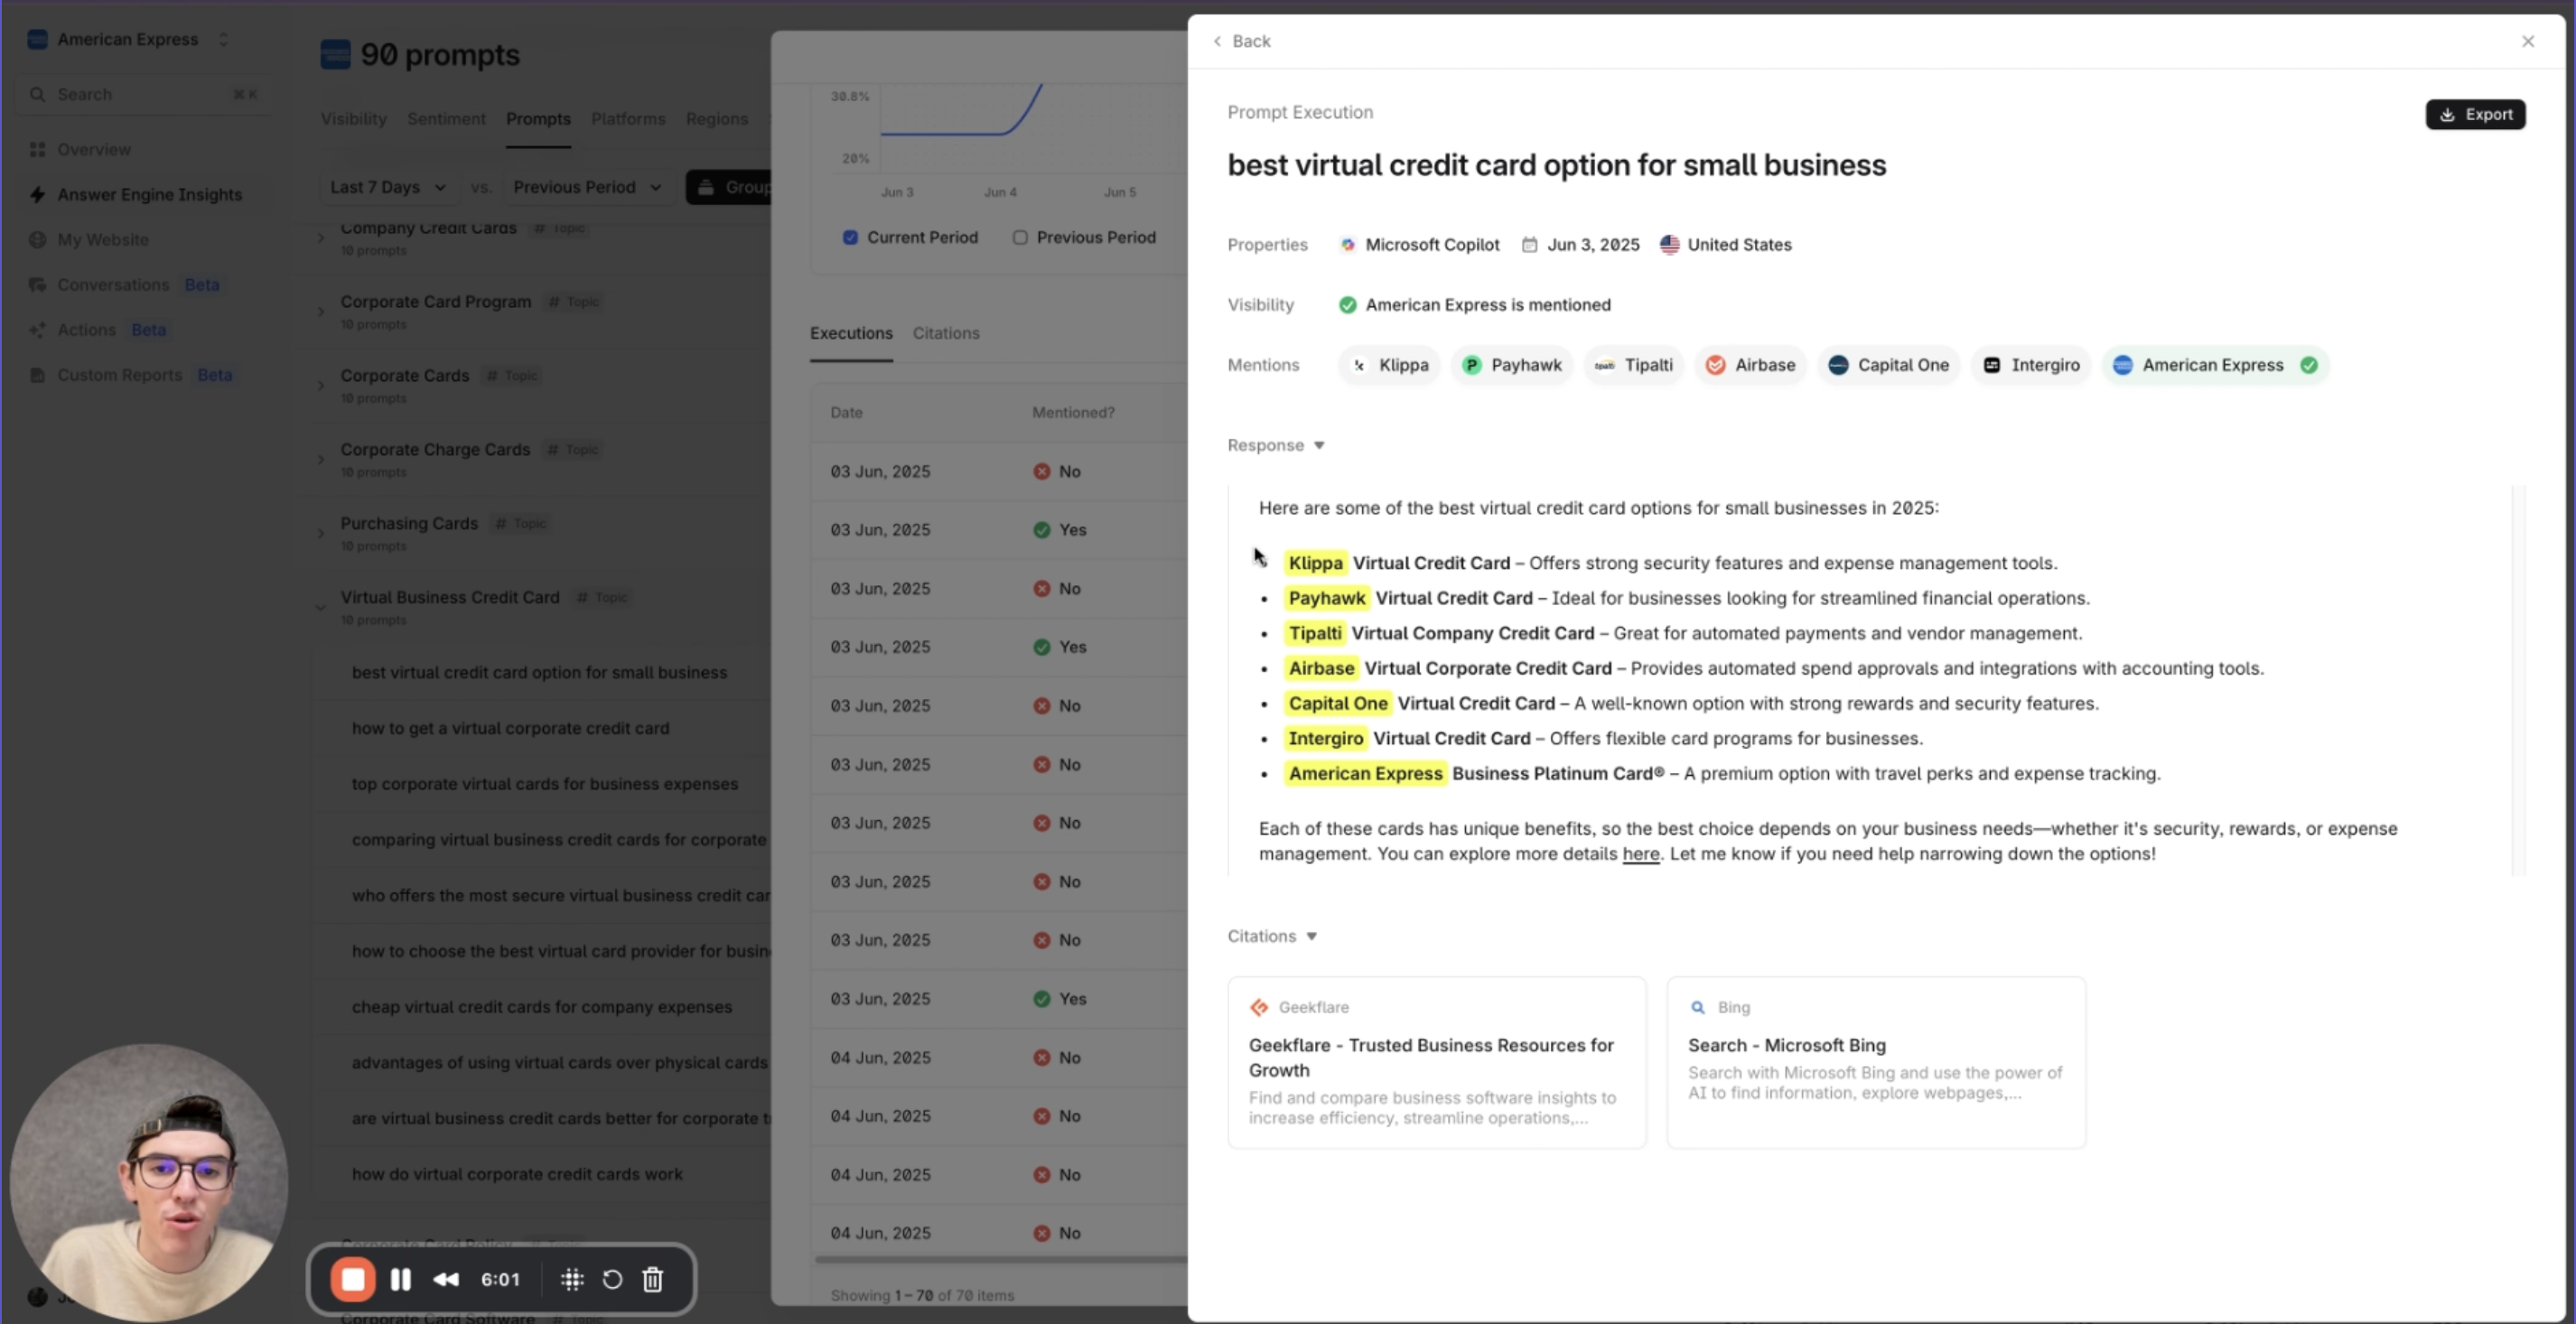 American Express
Search
⌘ K
Overview
Answer Engine Insights
My Website
Conversations Beta
Actions Beta
Custom Reports Beta
90 prompts
Visibility Sentiment Prompts Platforms Regions
Last 7 Days vs. Previous Period Group
Company Credit Cards # Topic
10 prompts
Corporate Card Program # Topic
10 prompts
Corporate Cards # Topic
10 prompts
Corporate Charge Cards # Topic
10 prompts
Purchasing Cards # Topic
10 prompts
Virtual Business Credit Card # Topic
10 prompts
best virtual credit card option for small business
how to get a virtual corporate credit card
top corporate virtual cards for business expenses
comparing virtual business credit cards for corporate
who offers the most secure virtual business credit car
how to choose the best virtual card provider for busin
cheap virtual credit cards for company expenses
advantages of using virtual cards over physical cards
are virtual business credit cards better for corporate t
how do virtual corporate credit cards work
Corporate Card Policy # Topic
Corporate Card Software # Topic
6:01
30.8%
20%
Jun 3 Jun 4 Jun 5
Current Period Previous Period
Executions Citations
Date Mentioned?
03 Jun, 2025 No
03 Jun, 2025 Yes
03 Jun, 2025 No
03 Jun, 2025 Yes
03 Jun, 2025 No
03 Jun, 2025 No
03 Jun, 2025 No
03 Jun, 2025 No
03 Jun, 2025 No
03 Jun, 2025 Yes
04 Jun, 2025 No
04 Jun, 2025 No
04 Jun, 2025 No
04 Jun, 2025 No
Showing 1 – 70 of 70 items
Back
Prompt Execution
Export
best virtual credit card option for small business
Properties Microsoft Copilot Jun 3, 2025 United States
Visibility American Express is mentioned
Mentions Klippa Payhawk Tipalti Airbase Capital One Intergiro American Express
Response
Here are some of the best virtual credit card options for small businesses in 2025:
Klippa Virtual Credit Card – Offers strong security features and expense management tools.
• Payhawk Virtual Credit Card – Ideal for businesses looking for streamlined financial operations.
• Tipalti Virtual Company Credit Card – Great for automated payments and vendor management.
• Airbase Virtual Corporate Credit Card – Provides automated spend approvals and integrations with accounting tools.
• Capital One Virtual Credit Card – A well-known option with strong rewards and security features.
• Intergiro Virtual Credit Card – Offers flexible card programs for businesses.
• American Express Business Platinum Card® – A premium option with travel perks and expense tracking.
Each of these cards has unique benefits, so the best choice depends on your business needs—whether it's security, rewards, or expense
management. You can explore more details here. Let me know if you need help narrowing down the options!
Citations
Geekflare
Geekflare - Trusted Business Resources for
Growth
Find and compare business software insights to
increase efficiency, streamline operations,...
Bing
Search - Microsoft Bing
Search with Microsoft Bing and use the power of
AI to find information, explore webpages,...